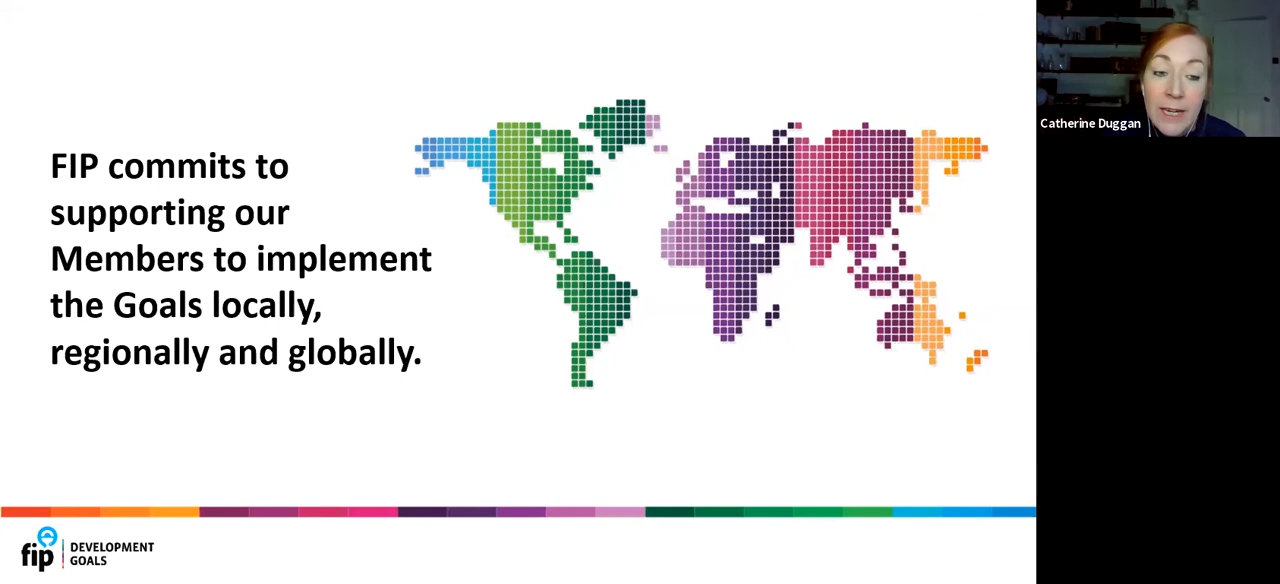 FIP commits to
supporting our
Members to implement
the Goals locally,
regionally and globally.
Catherine Duggan
fip
DEVELOPMENT
GOALS